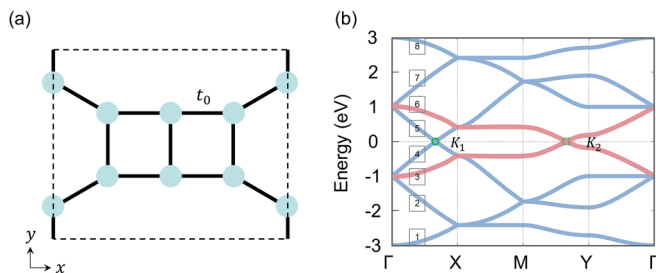 (a)
t₀
y
x
(b)
Energy (eV)
3
2
1
0
-1
-2
-3
8
7
6
5
4
3
2
1
K₁
K₂
Γ
X
M
Y
Γ